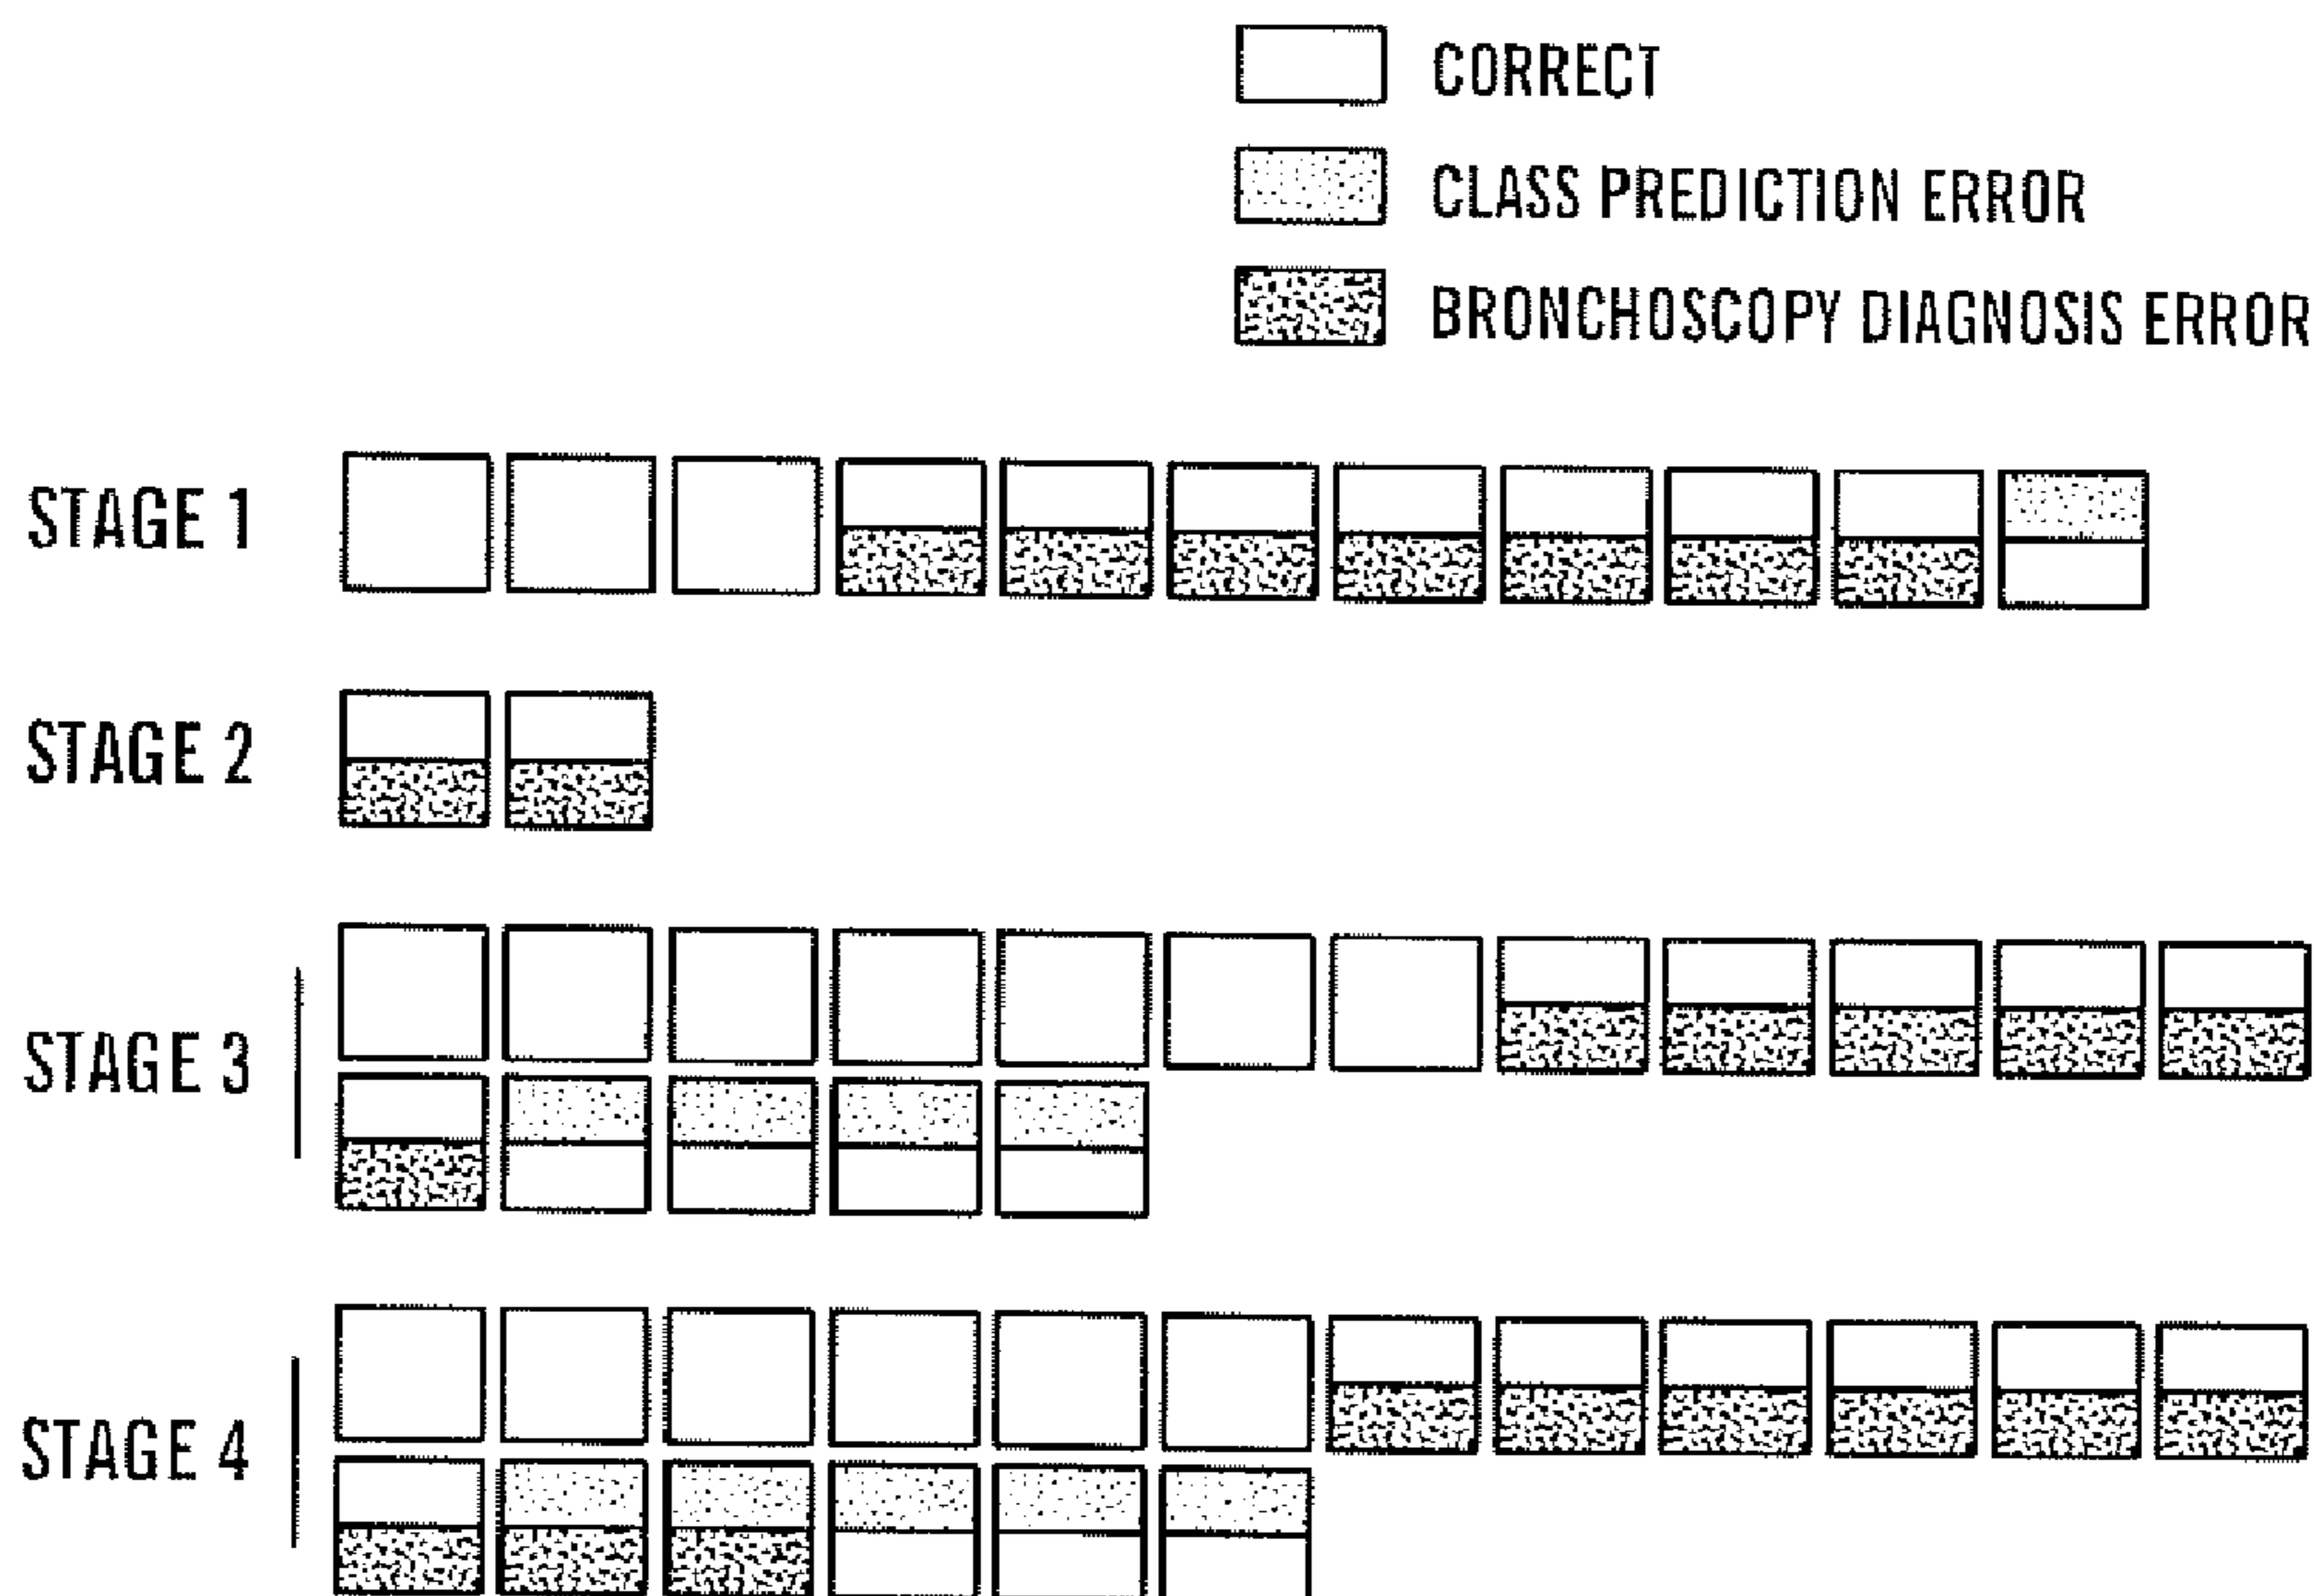 CORRECT
CLASS PREDICTION ERROR
BRONCHOSCOPY DIAGNOSIS ERROR
STAGE 1
STAGE 2
STAGE 3
STAGE 4